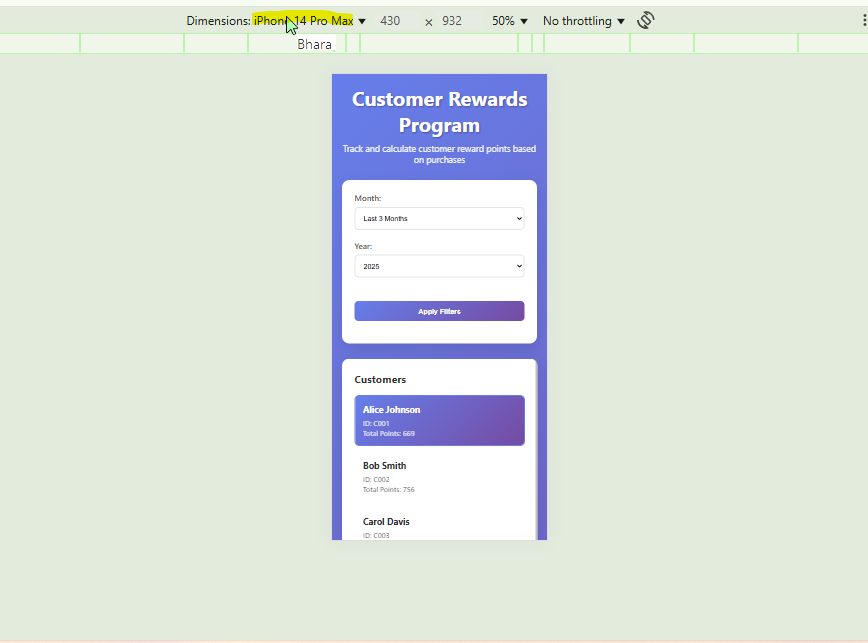 Dimensions: iPhone 14 Pro Max 430 × 932 50% No throttling
Bhara
Customer Rewards
Program
Track and calculate customer reward points based
on purchases
Month:
Last 3 Months
Year:
2025
Apply Filters
Customers
Alice Johnson
ID: C001
Total Points: 669
Bob Smith
ID: C002
Total Points: 756
Carol Davis
ID: C003